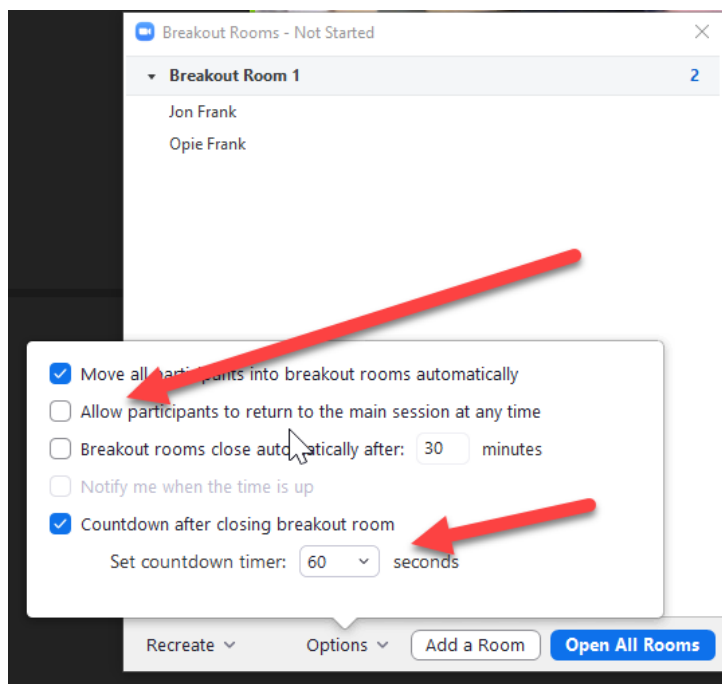 Breakout Rooms - Not Started
Breakout Room 1 2
Jon Frank
Opie Frank
Move all participants into breakout rooms automatically
Allow participants to return to the main session at any time
Breakout rooms close automatically after: 30 minutes
Notify me when the time is up
Countdown after closing breakout room
Set countdown timer: 60 seconds
Recreate Options Add a Room Open All Rooms